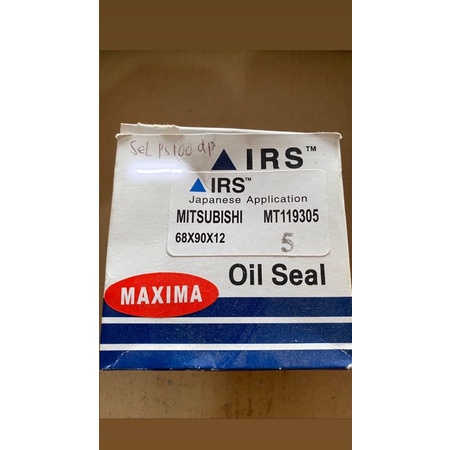 Sel PS100 dp
IRS™
IRS™
Japanese Application
MITSUBISHI MT119305
68X90X12 5
Oil Seal
MAXIMA